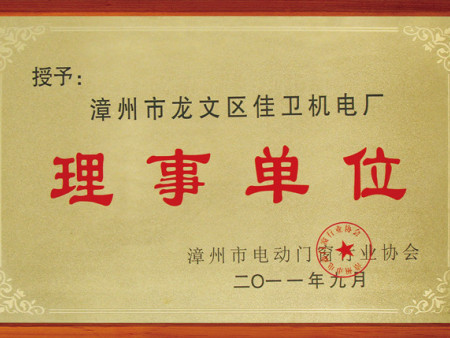 授予：
漳州市龙文区佳卫机电厂
理事单位
漳州市电动门窗行业协会
二〇一一年九月